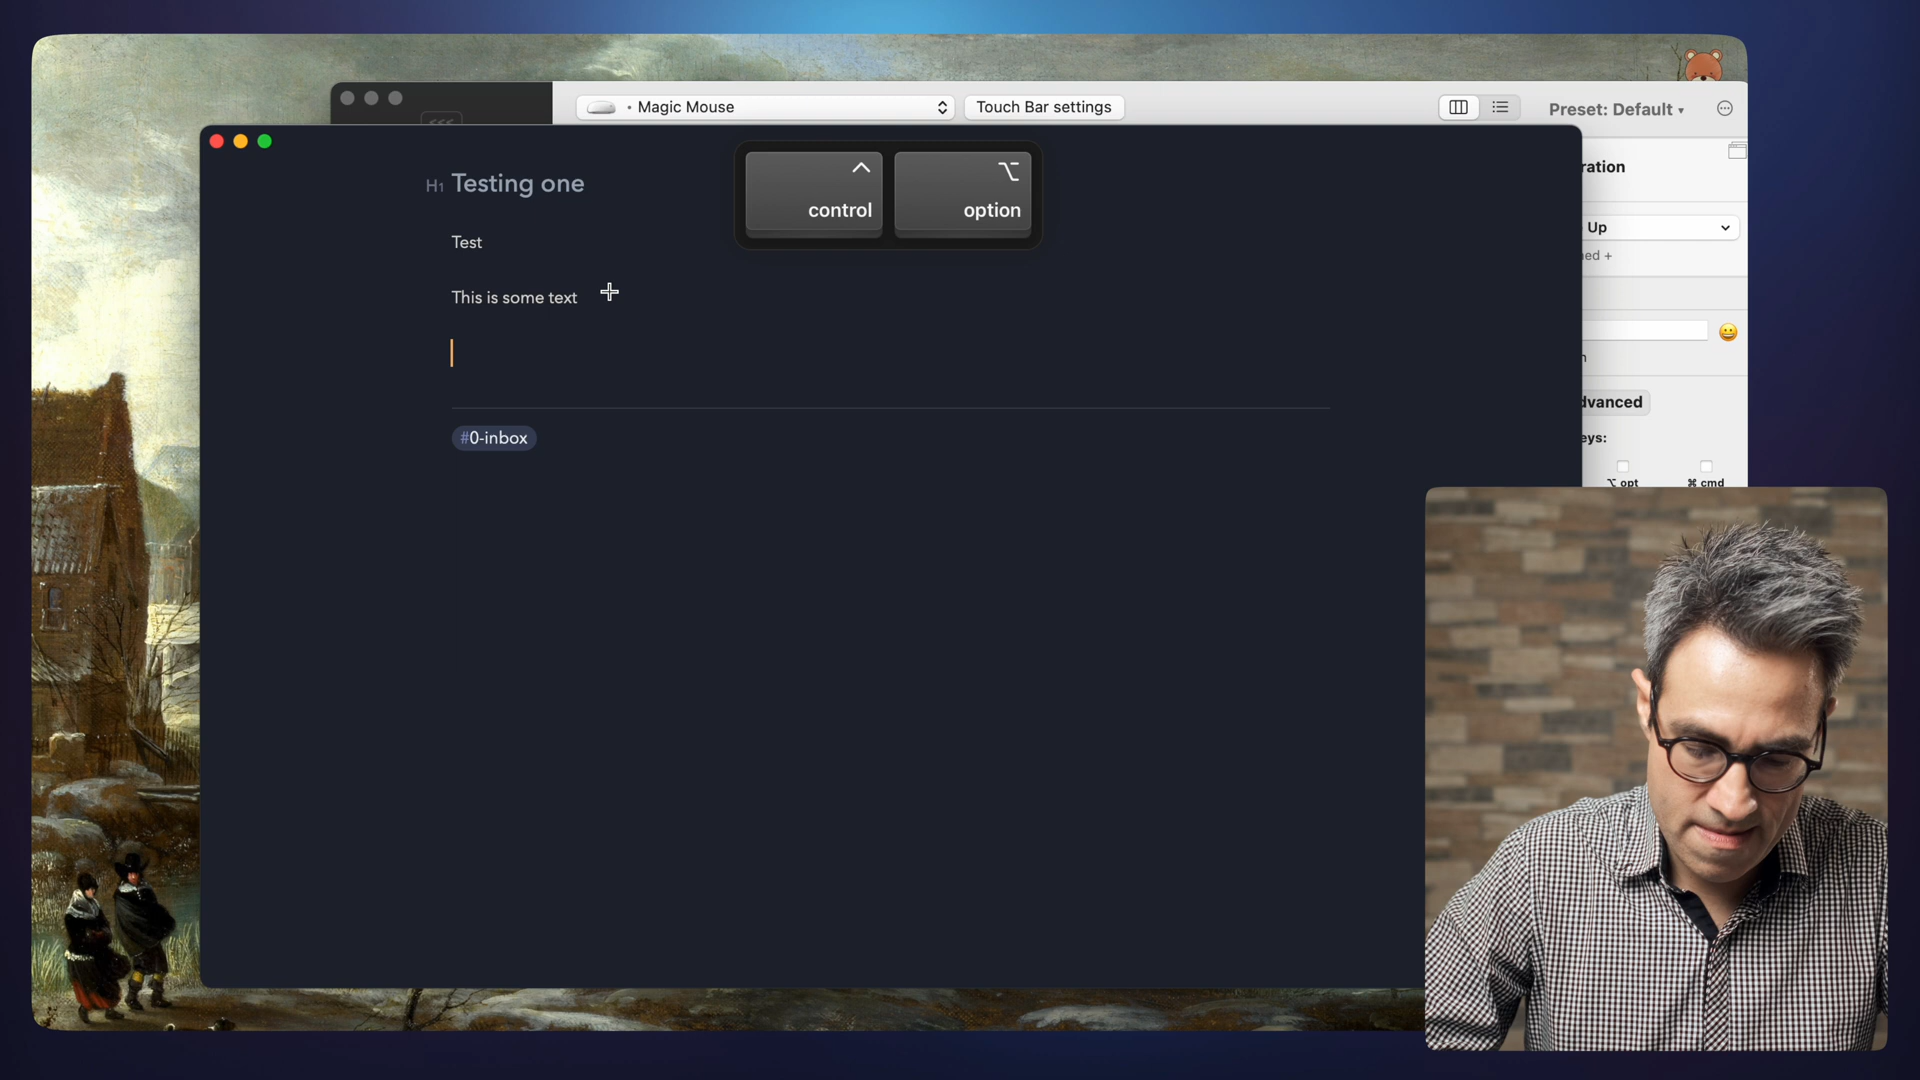 <<<
Magic Mouse
Touch Bar settings
Preset: Default
ration
^
control
⌥
option
H1 Testing one
Test
This is some text
#0-inbox
Up
ed +
n
dvanced
eys:
⌥ opt
⌘ cmd